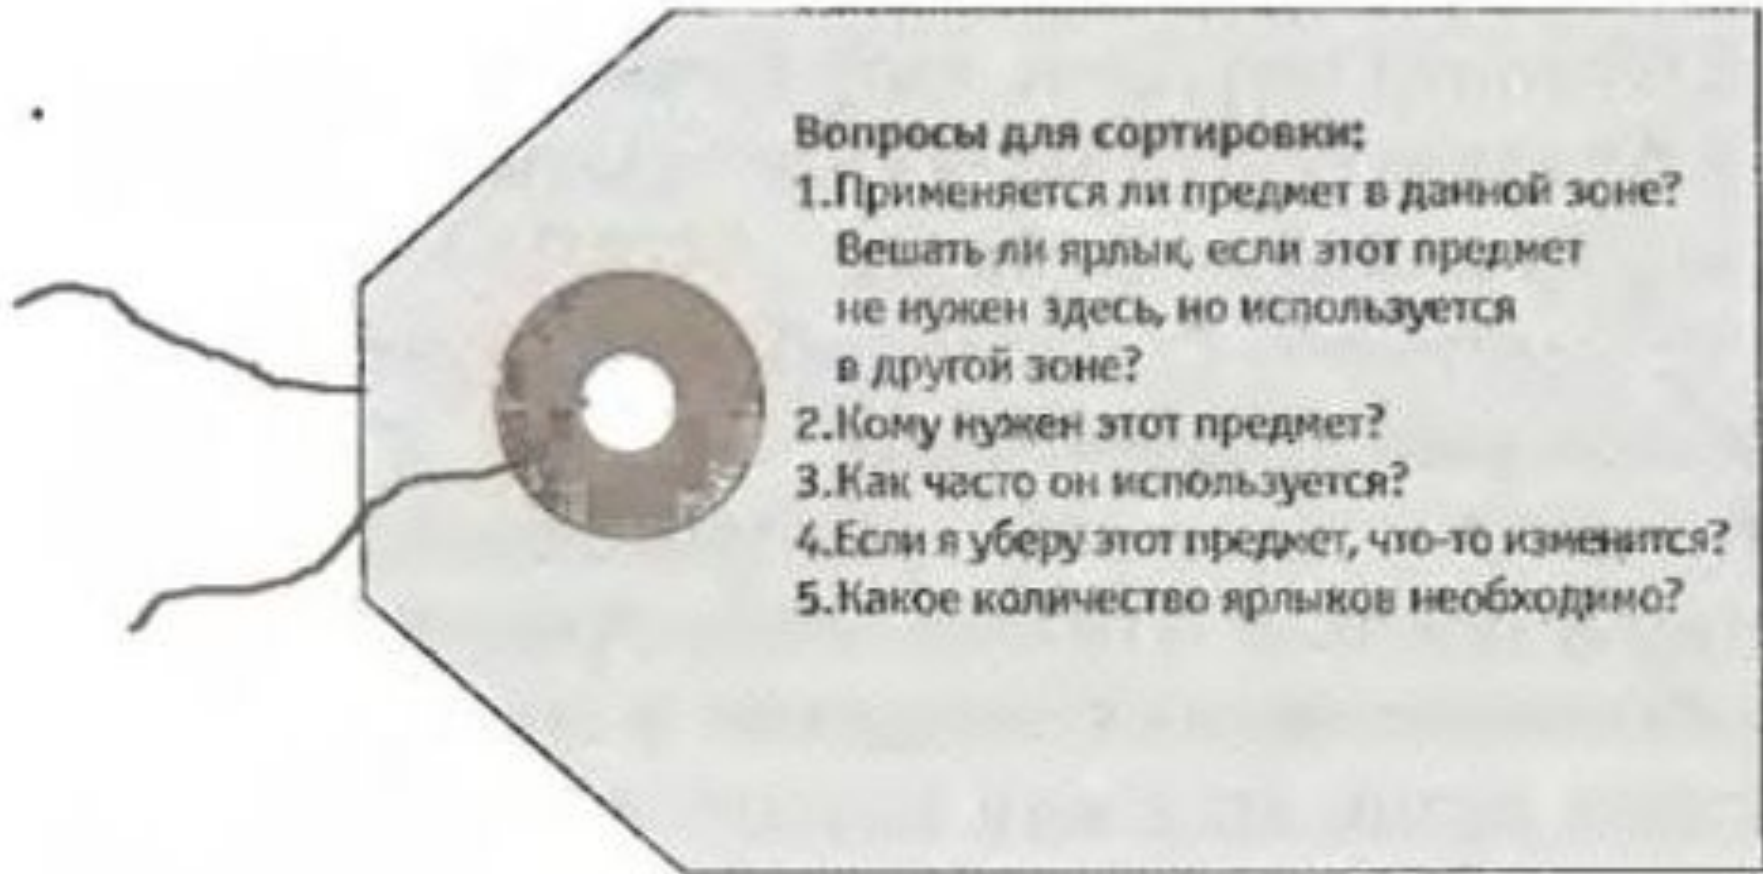 Вопросы для сортировки:
1.Применяется ли предмет в данной зоне?
Вешать ли ярлык, если этот предмет
не нужен здесь, но используется
в другой зоне?
2.Кому нужен этот предмет?
3.Как часто он используется?
4.Если я уберу этот предмет, что-то изменится?
5.Какое количество ярлыков необходимо?